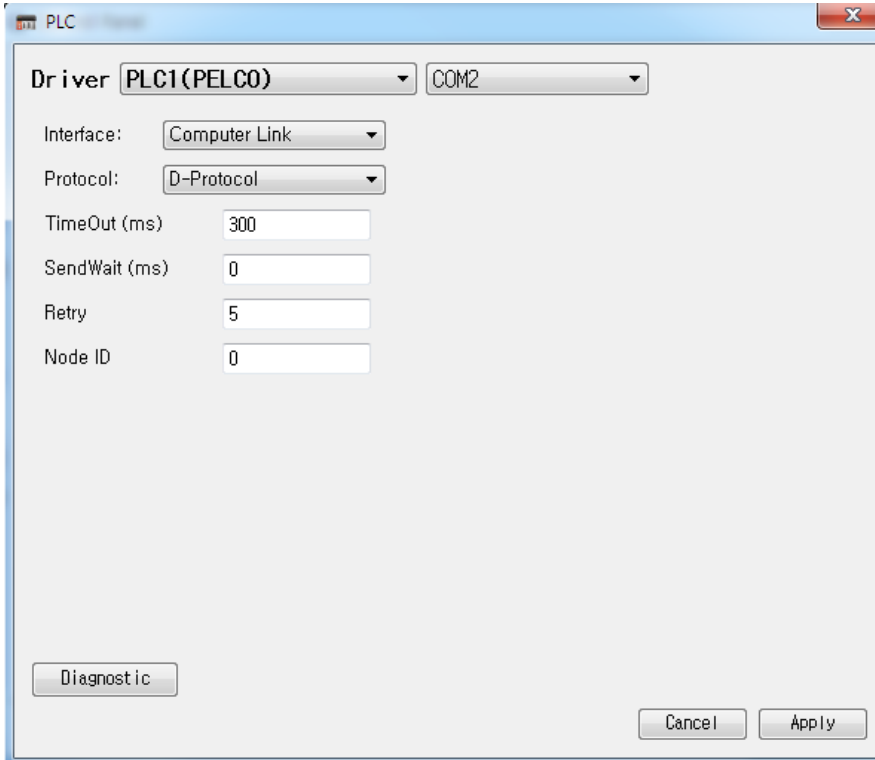 PLC
Driver PLC1(PELCO) COM2
Interface: Computer Link
Protocol: D-Protocol
TimeOut (ms) 300
SendWait (ms) 0
Retry 5
Node ID 0
Diagnostic
Cancel Apply